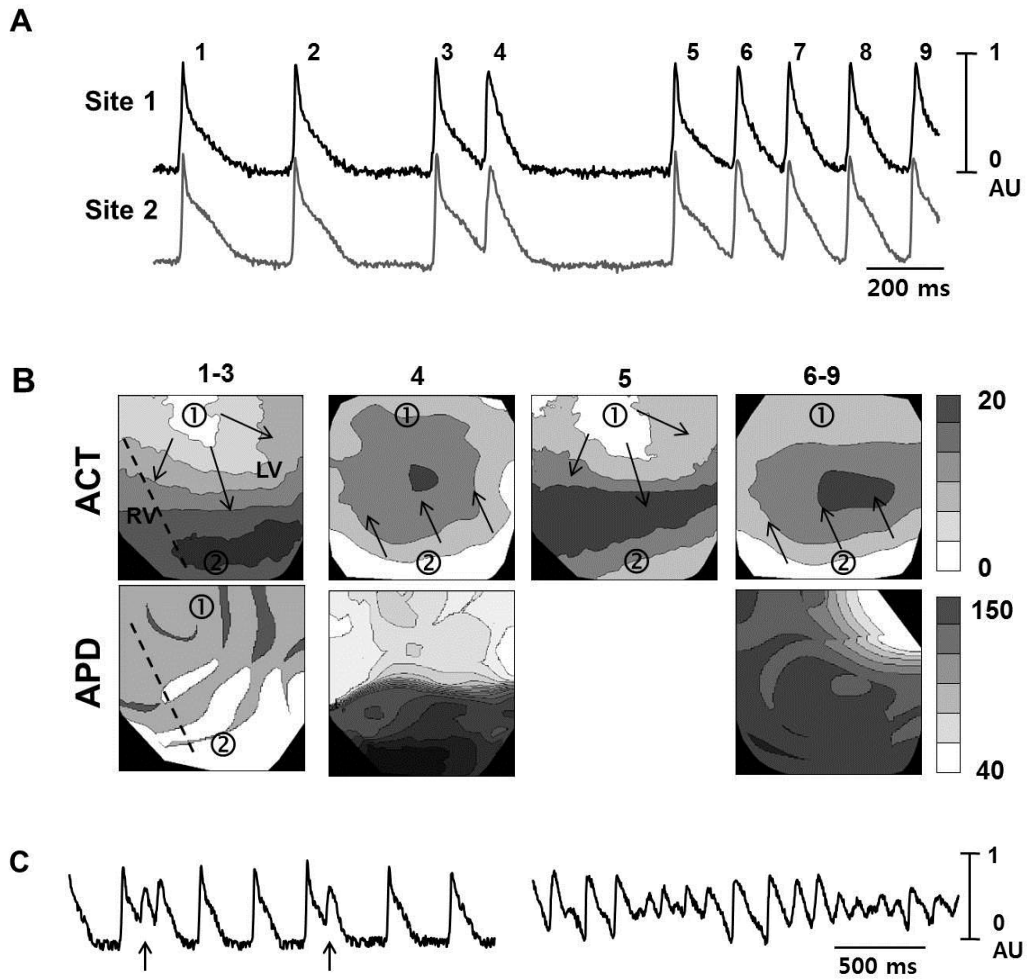 A
1 2 3 4 5 6 7 8 9
1
Site 1
0
AU
Site 2
200 ms
B
1-3 4 5 6-9
20
ACT
① ① ① ①
LV
RV
② ② ② ②
0
150
APD
①
②
40
C
1
0
AU
500 ms